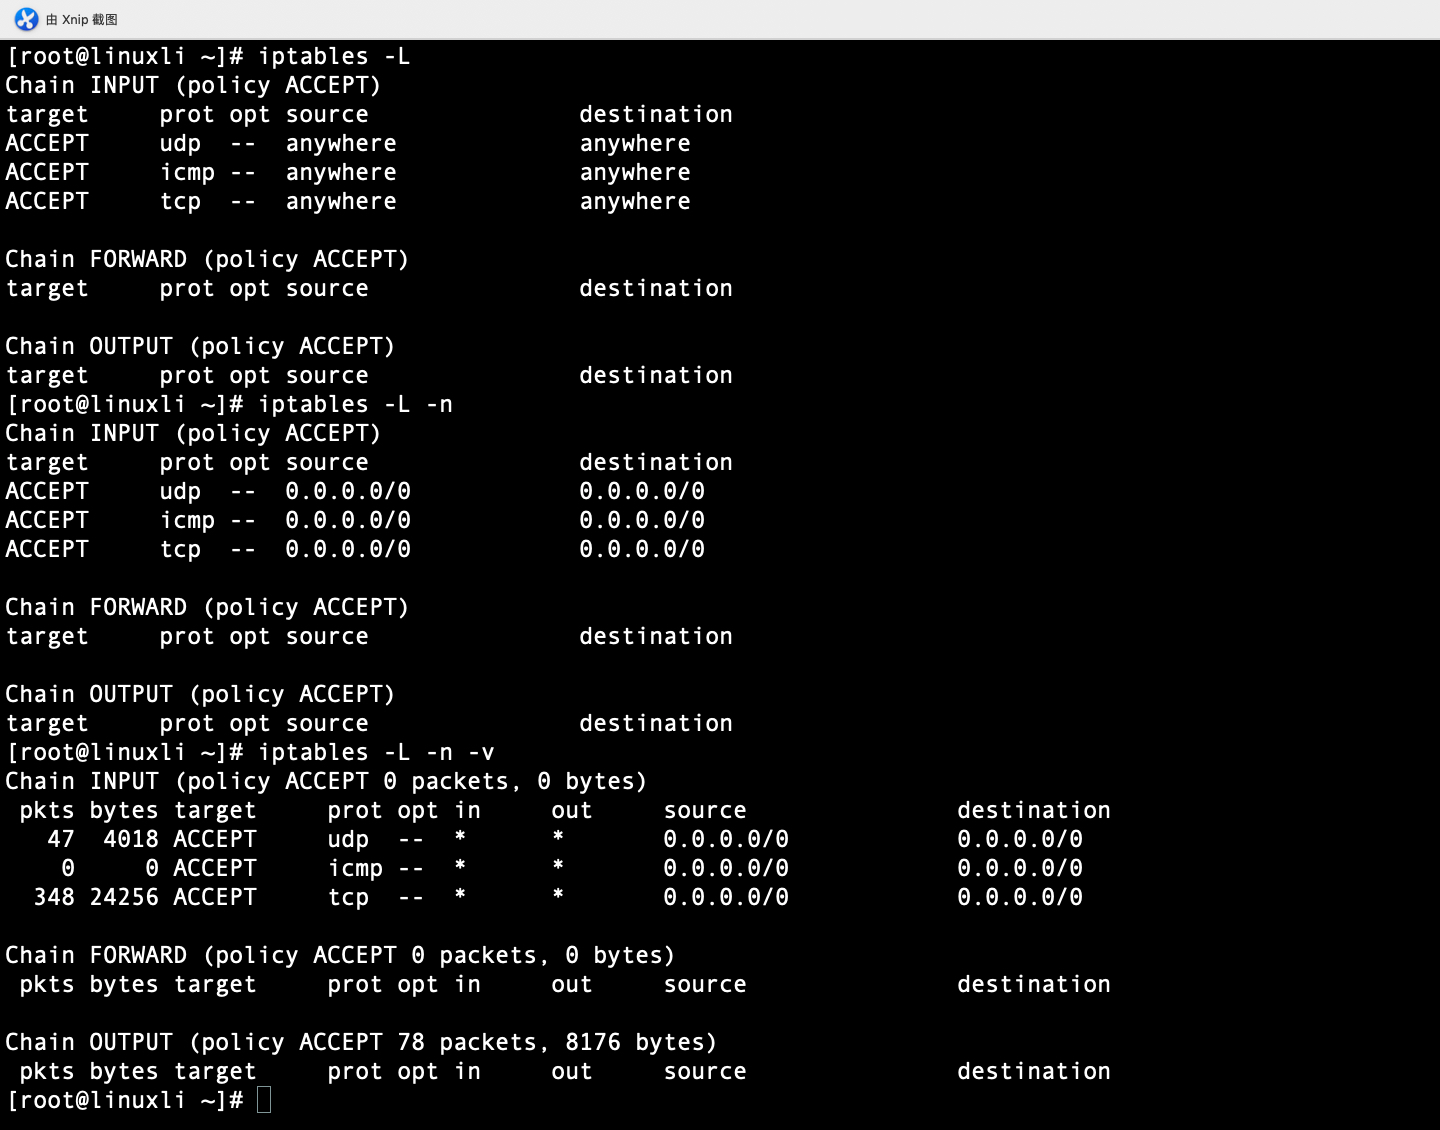 由 Xnip 截图
[root@linuxli ~]# iptables -L
Chain INPUT (policy ACCEPT)
target     prot opt source               destination
ACCEPT     udp  --  anywhere             anywhere
ACCEPT     icmp --  anywhere             anywhere
ACCEPT     tcp  --  anywhere             anywhere

Chain FORWARD (policy ACCEPT)
target     prot opt source               destination

Chain OUTPUT (policy ACCEPT)
target     prot opt source               destination
[root@linuxli ~]# iptables -L -n
Chain INPUT (policy ACCEPT)
target     prot opt source               destination
ACCEPT     udp  --  0.0.0.0/0            0.0.0.0/0
ACCEPT     icmp --  0.0.0.0/0            0.0.0.0/0
ACCEPT     tcp  --  0.0.0.0/0            0.0.0.0/0

Chain FORWARD (policy ACCEPT)
target     prot opt source               destination

Chain OUTPUT (policy ACCEPT)
target     prot opt source               destination
[root@linuxli ~]# iptables -L -n -v
Chain INPUT (policy ACCEPT 0 packets, 0 bytes)
 pkts bytes target     prot opt in     out     source               destination
   47  4018 ACCEPT     udp  --  *      *       0.0.0.0/0            0.0.0.0/0
    0     0 ACCEPT     icmp --  *      *       0.0.0.0/0            0.0.0.0/0
  348 24256 ACCEPT     tcp  --  *      *       0.0.0.0/0            0.0.0.0/0

Chain FORWARD (policy ACCEPT 0 packets, 0 bytes)
 pkts bytes target     prot opt in     out     source               destination

Chain OUTPUT (policy ACCEPT 78 packets, 8176 bytes)
 pkts bytes target     prot opt in     out     source               destination
[root@linuxli ~]#